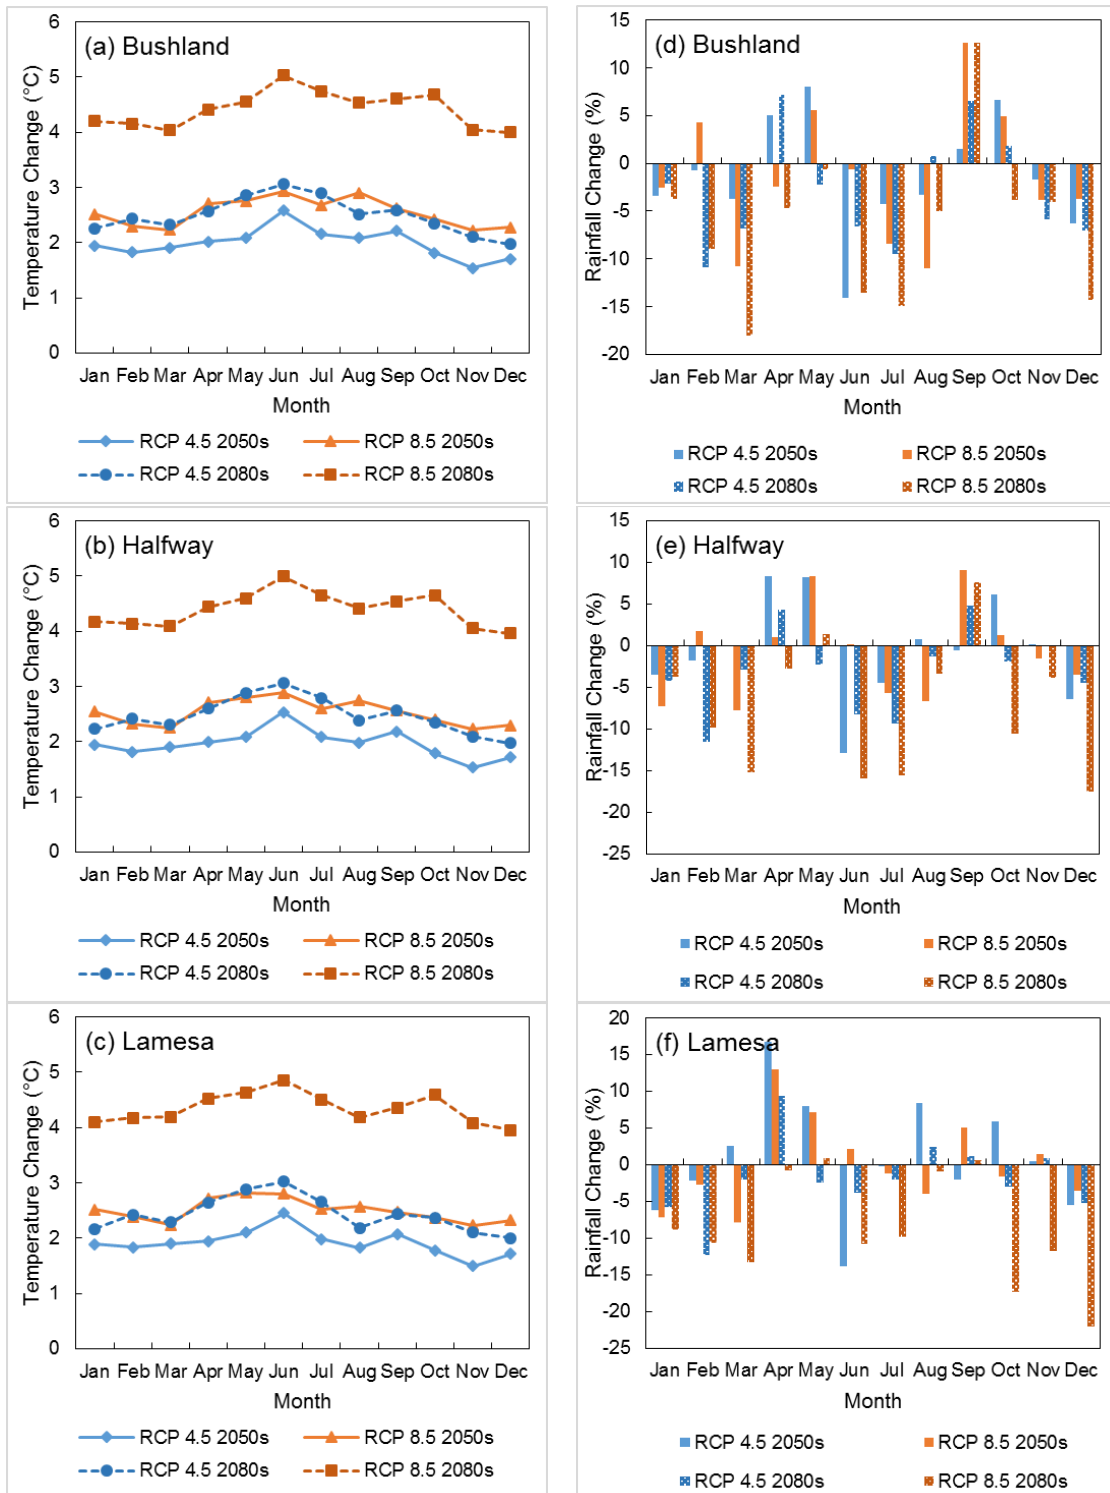 (a) Bushland
Temperature Change (°C)
6
5
4
3
2
1
0
Jan Feb Mar Apr May Jun Jul Aug Sep Oct Nov Dec
Month
RCP 4.5 2050s RCP 8.5 2050s
RCP 4.5 2080s RCP 8.5 2080s
(d) Bushland
Rainfall Change (%)
15
10
5
0
-5
-10
-15
-20
Jan Feb Mar Apr May Jun Jul Aug Sep Oct Nov Dec
Month
RCP 4.5 2050s RCP 8.5 2050s
RCP 4.5 2080s RCP 8.5 2080s
(b) Halfway
Temperature Change (°C)
6
5
4
3
2
1
0
Jan Feb Mar Apr May Jun Jul Aug Sep Oct Nov Dec
Month
RCP 4.5 2050s RCP 8.5 2050s
RCP 4.5 2080s RCP 8.5 2080s
(e) Halfway
Rainfall Change (%)
15
10
5
0
-5
-10
-15
-20
-25
Jan Feb Mar Apr May Jun Jul Aug Sep Oct Nov Dec
Month
RCP 4.5 2050s RCP 8.5 2050s
RCP 4.5 2080s RCP 8.5 2080s
(c) Lamesa
Temperature Change (°C)
6
5
4
3
2
1
0
Jan Feb Mar Apr May Jun Jul Aug Sep Oct Nov Dec
Month
RCP 4.5 2050s RCP 8.5 2050s
RCP 4.5 2080s RCP 8.5 2080s
(f) Lamesa
Rainfall Change (%)
20
15
10
5
0
-5
-10
-15
-20
-25
Jan Feb Mar Apr May Jun Jul Aug Sep Oct Nov Dec
Month
RCP 4.5 2050s RCP 8.5 2050s
RCP 4.5 2080s RCP 8.5 2080s